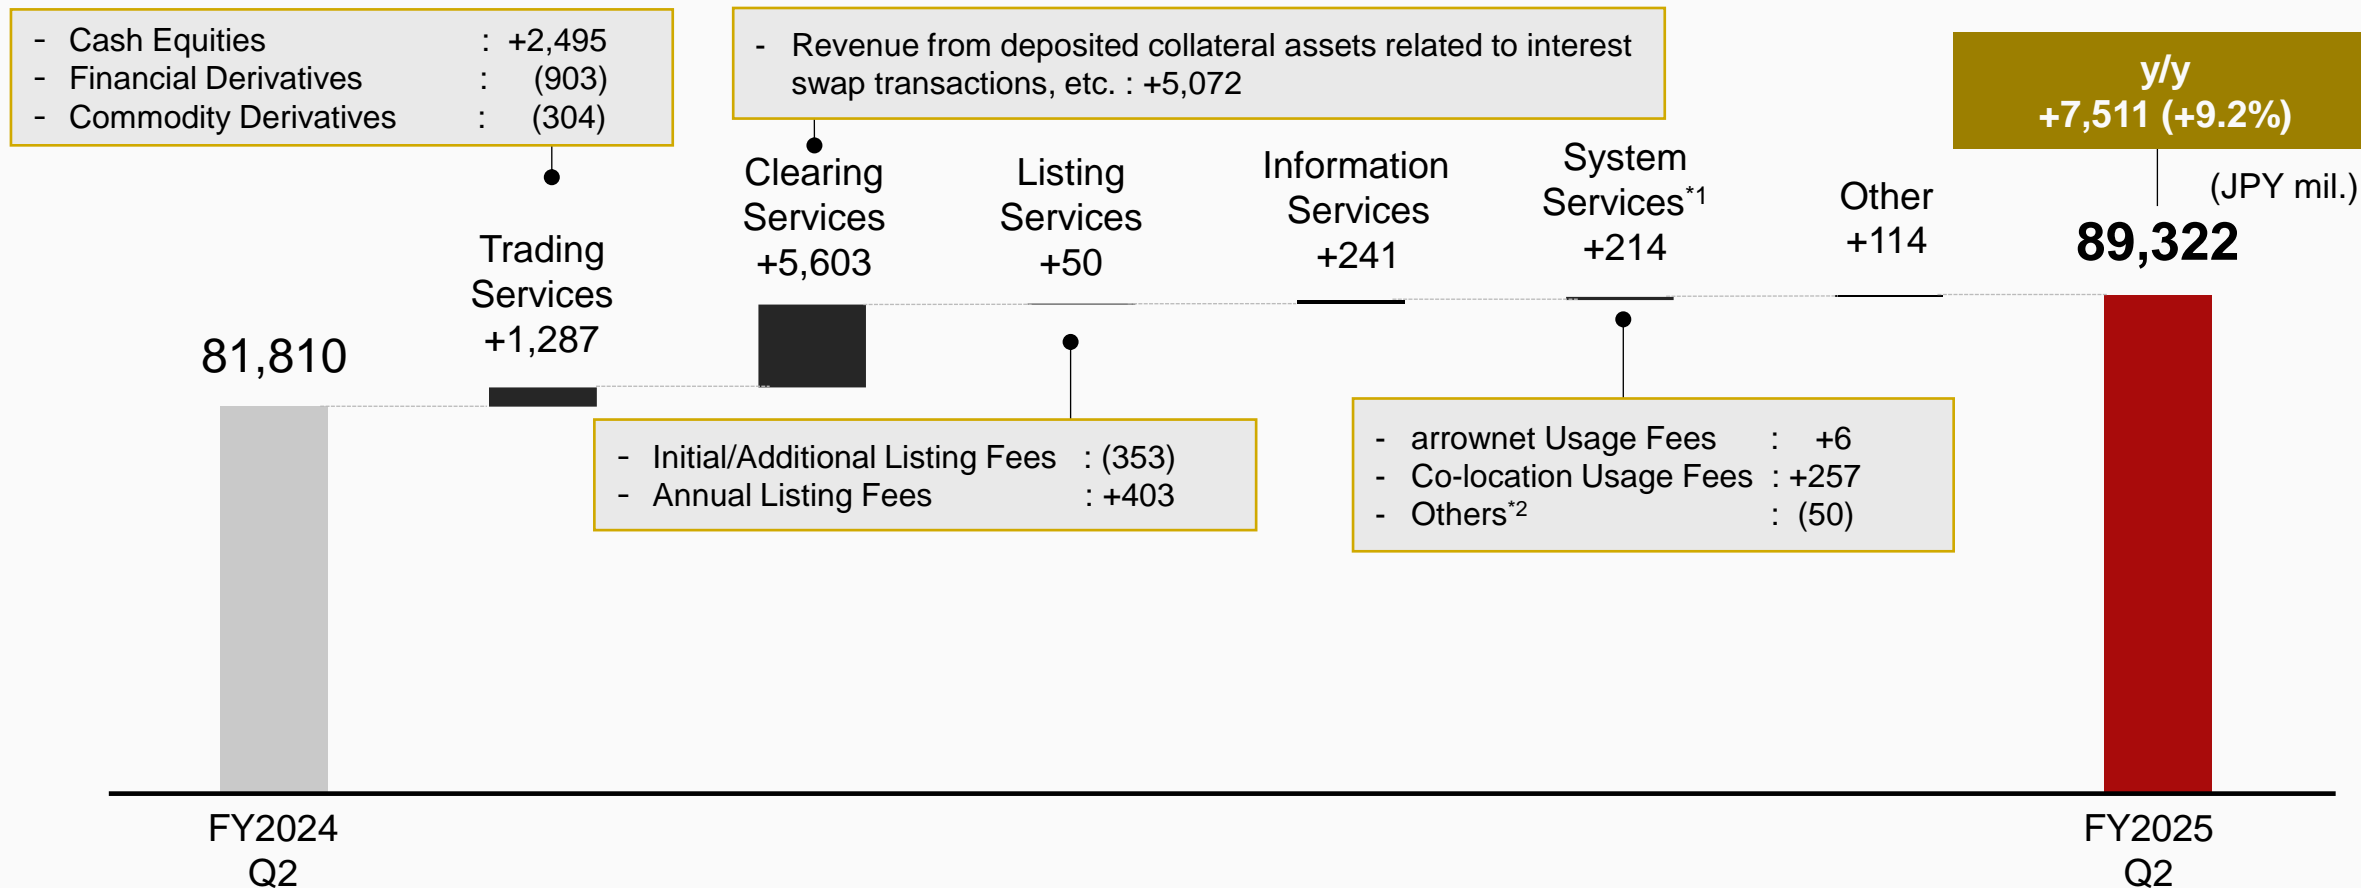 - Cash Equities : +2,495
- Financial Derivatives : (903)
- Commodity Derivatives : (304)
- Revenue from deposited collateral assets related to interest
swap transactions, etc. : +5,072
y/y
+7,511 (+9.2%)
(JPY mil.)
81,810
Trading
Services
+1,287
Clearing
Services
+5,603
Listing
Services
+50
Information
Services
+241
System
Services*1
+214
Other
+114
89,322
- Initial/Additional Listing Fees : (353)
- Annual Listing Fees : +403
- arrownet Usage Fees : +6
- Co-location Usage Fees : +257
- Others*2 : (50)
FY2024
Q2
FY2025
Q2